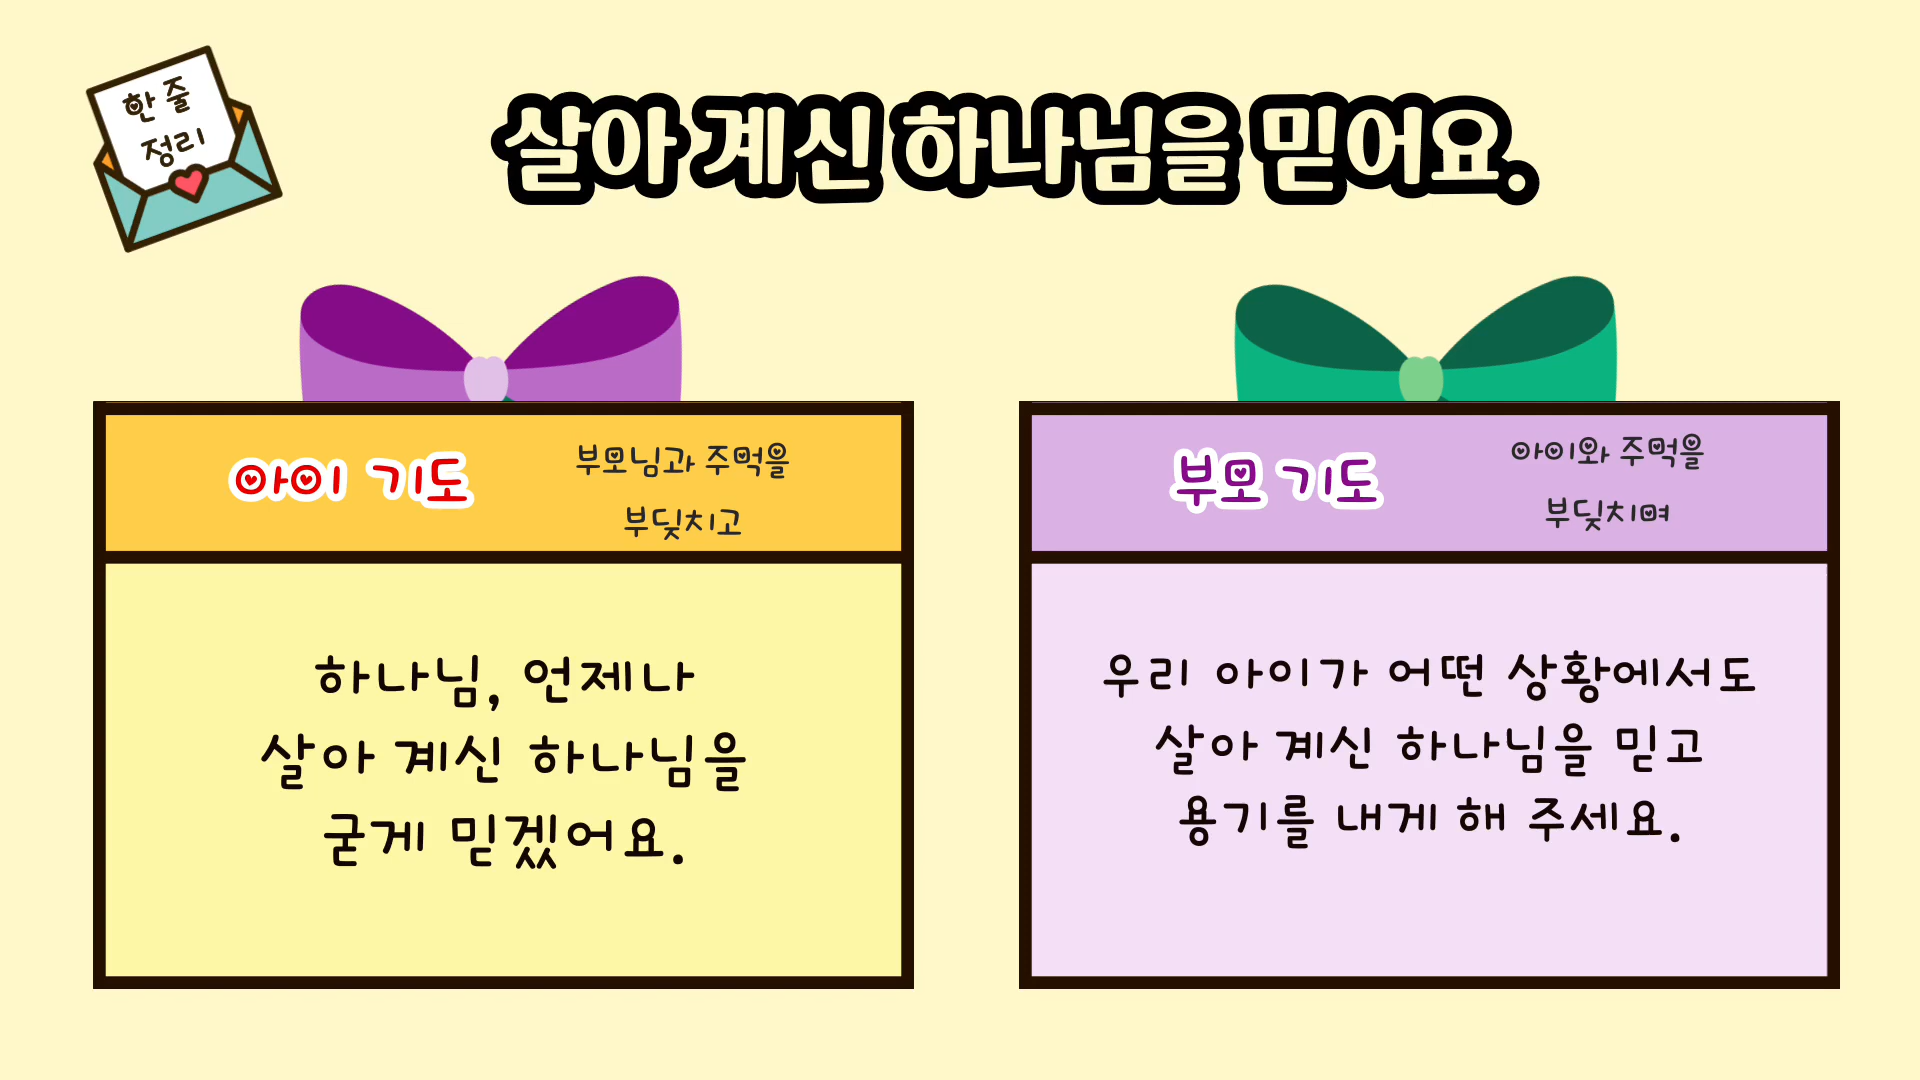 한 줄
정리
살아 계신 하나님을 믿어요.
아이 기도
부모님과 주먹을
부딪치고
하나님, 언제나
살아 계신 하나님을
굳게 믿겠어요.
부모 기도
아이와 주먹을
부딪치며
우리 아이가 어떤 상황에서도
살아 계신 하나님을 믿고
용기를 내게 해 주세요.